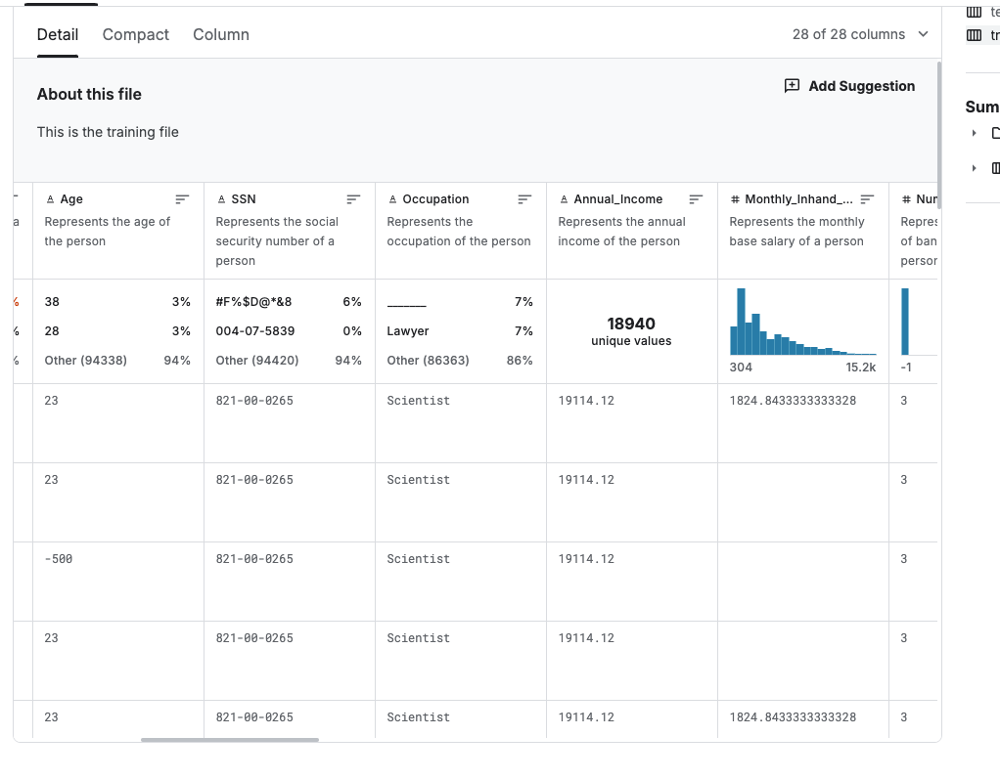 Detail Compact Column 28 of 28 columns
te
tr
About this file
Add Suggestion
This is the training file
Sum
Age
Represents the age of
the person
SSN
Represents the social
security number of a
person
Occupation
Represents the
occupation of the person
Annual_Income
Represents the annual
income of the person
Monthly_Inhand_...
Represents the monthly
base salary of a person
Num
Repres
of ban
person
a
%
%
%
38 3%
28 3%
Other (94338) 94%
#F%$D@*&8 6%
004-07-5839 0%
Other (94420) 94%
_______ 7%
Lawyer 7%
Other (86363) 86%
18940
unique values
304 15.2k
-1
23 821-00-0265 Scientist 19114.12 1824.8433333333328 3
23 821-00-0265 Scientist 19114.12 3
-500 821-00-0265 Scientist 19114.12 3
23 821-00-0265 Scientist 19114.12 3
23 821-00-0265 Scientist 19114.12 1824.8433333333328 3